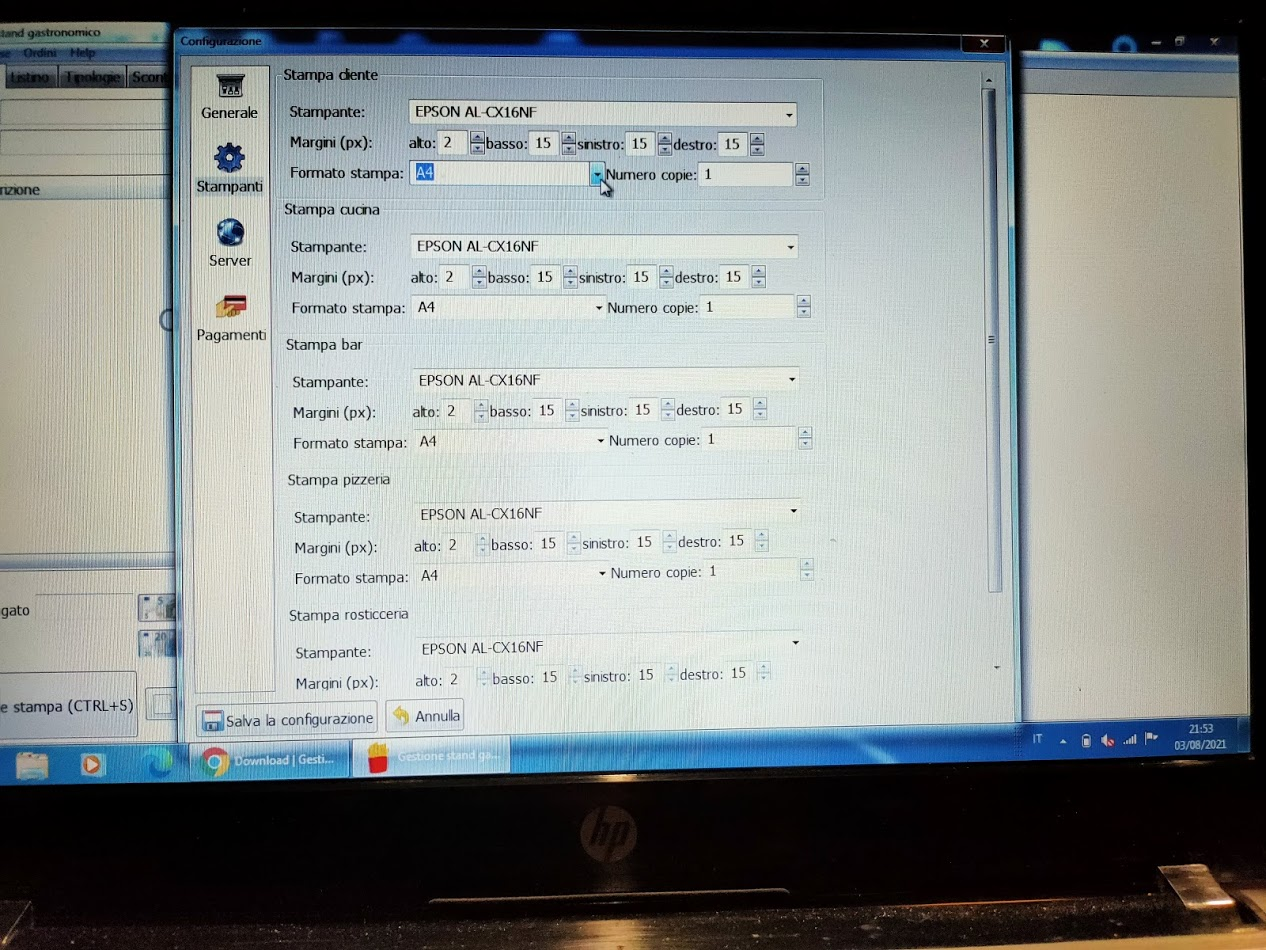 tand gastronomico
se Ordini Help
Listino Tipologie Scont
nzione
gato
e stampa (CTRL+S)
Configurazione
Generale
Stampanti
Server
Pagamenti
Stampa cliente
Stampante: EPSON AL-CX16NF
Margini (px): alto: 2 basso: 15 sinistro: 15 destro: 15
Formato stampa: A4 Numero copie: 1
Stampa cucina
Stampante: EPSON AL-CX16NF
Margini (px): alto: 2 basso: 15 sinistro: 15 destro: 15
Formato stampa: A4 Numero copie: 1
Stampa bar
Stampante: EPSON AL-CX16NF
Margini (px): alto: 2 basso: 15 sinistro: 15 destro: 15
Formato stampa: A4 Numero copie: 1
Stampa pizzeria
Stampante: EPSON AL-CX16NF
Margini (px): alto: 2 basso: 15 sinistro: 15 destro: 15
Formato stampa: A4 Numero copie: 1
Stampa rosticceria
Stampante: EPSON AL-CX16NF
Margini (px): alto: 2 basso: 15 sinistro: 15 destro: 15
Salva la configurazione Annulla
Download | Gesti... Gestione stand ga...
IT 21:53
03/08/2021
hp